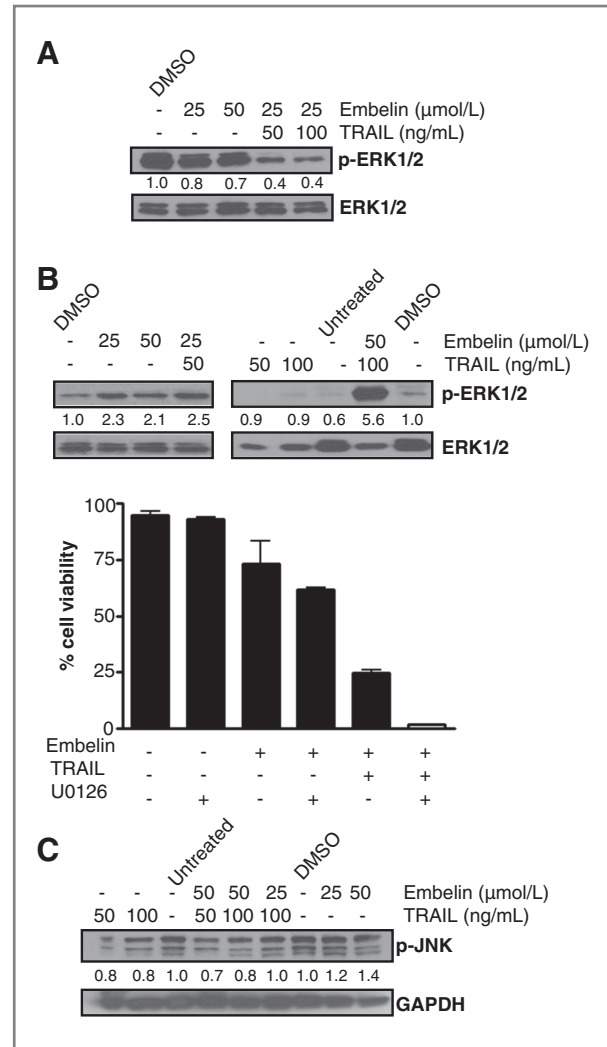 A
DMSO
- 25 50 25 25 Embelin (μmol/L)
- - - 50 100 TRAIL (ng/mL)
p-ERK1/2
1.0 0.8 0.7 0.4 0.4
ERK1/2
B
DMSO
Untreated
DMSO
- 25 50 25 - - - 50 - Embelin (μmol/L)
- - - 50 50 100 - 100 - TRAIL (ng/mL)
p-ERK1/2
1.0 2.3 2.1 2.5 0.9 0.9 0.6 5.6 1.0
ERK1/2
% cell viability
100
75
50
25
0
Embelin - - + + + +
TRAIL - - - - + +
U0126 - + - + - +
C
Untreated
DMSO
- - - 50 50 25 - 25 50 Embelin (μmol/L)
50 100 - 50 100 100 - - - TRAIL (ng/mL)
p-JNK
0.8 0.8 1.0 0.7 0.8 1.0 1.0 1.2 1.4
GAPDH